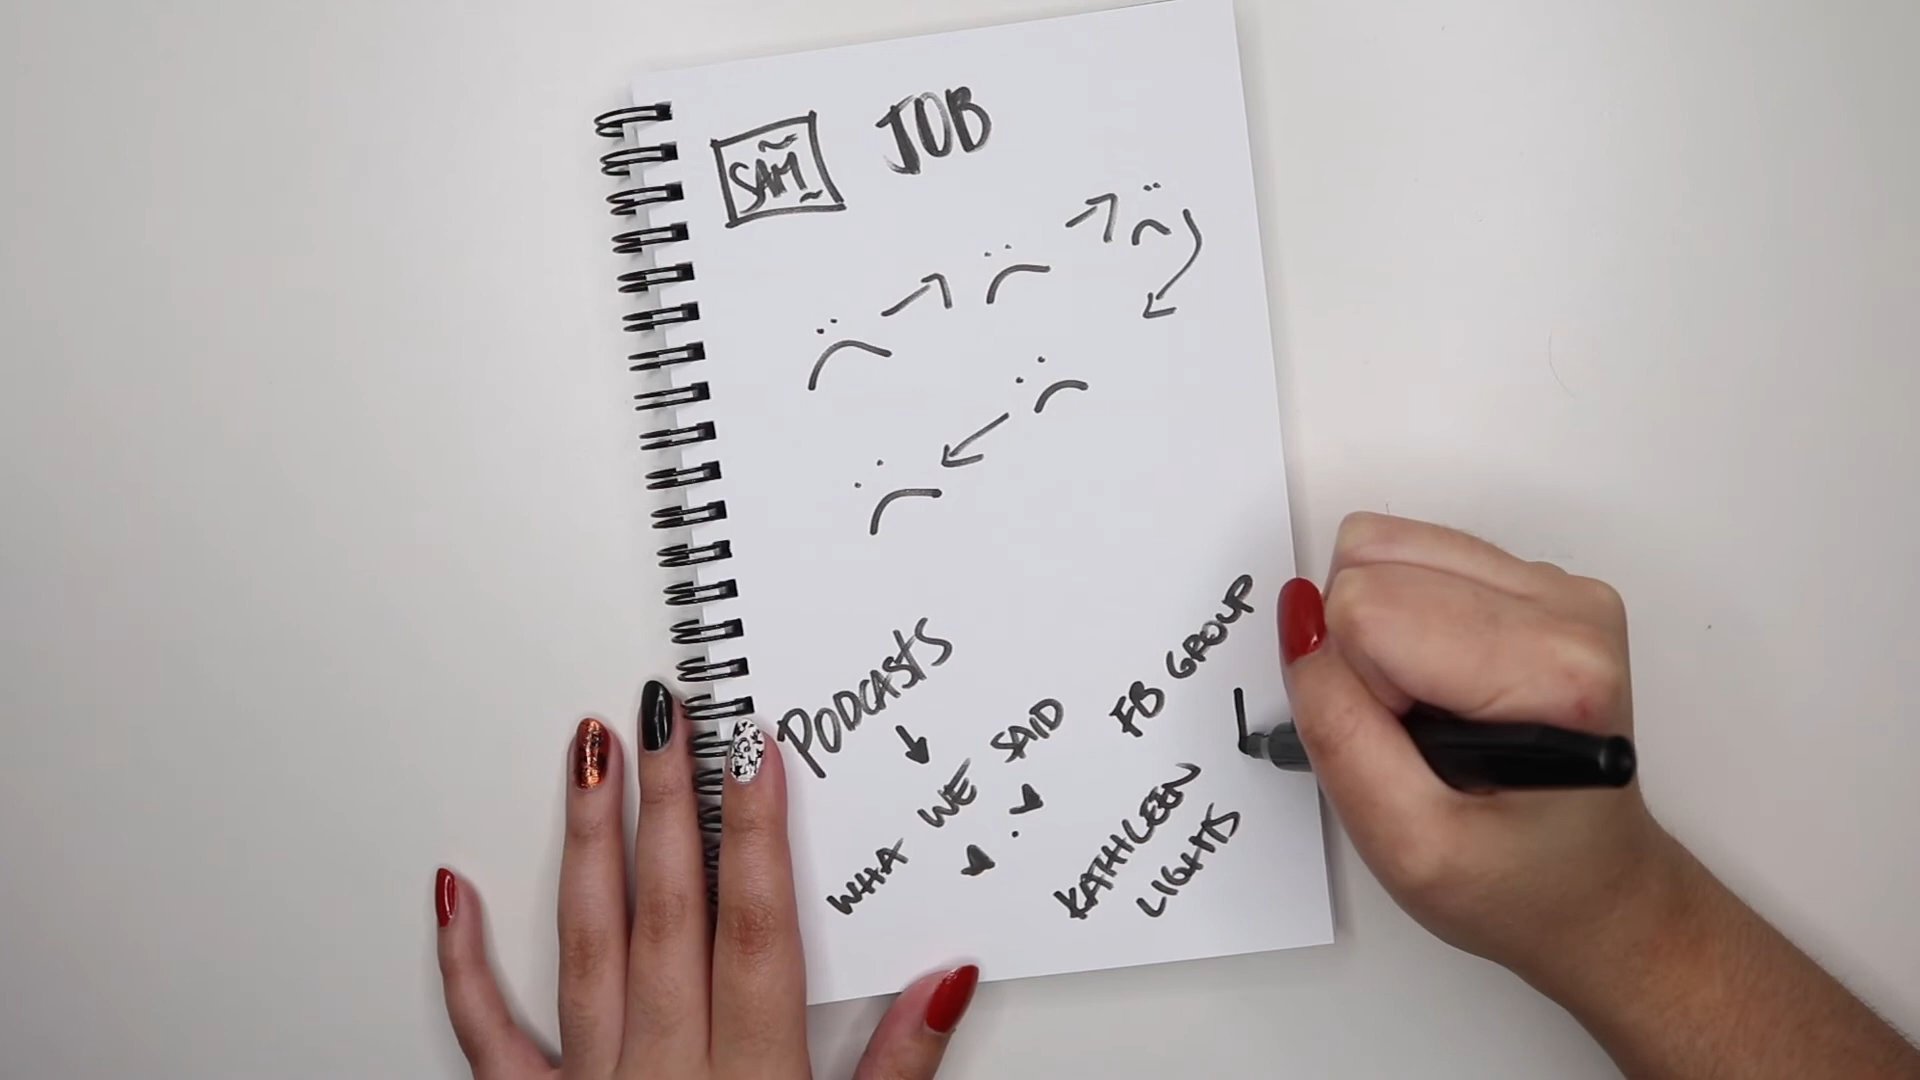 SAM
JOB
PODCASTS
WHA WE SAID
FB GROUP
KATHLEEN
LIGHTS